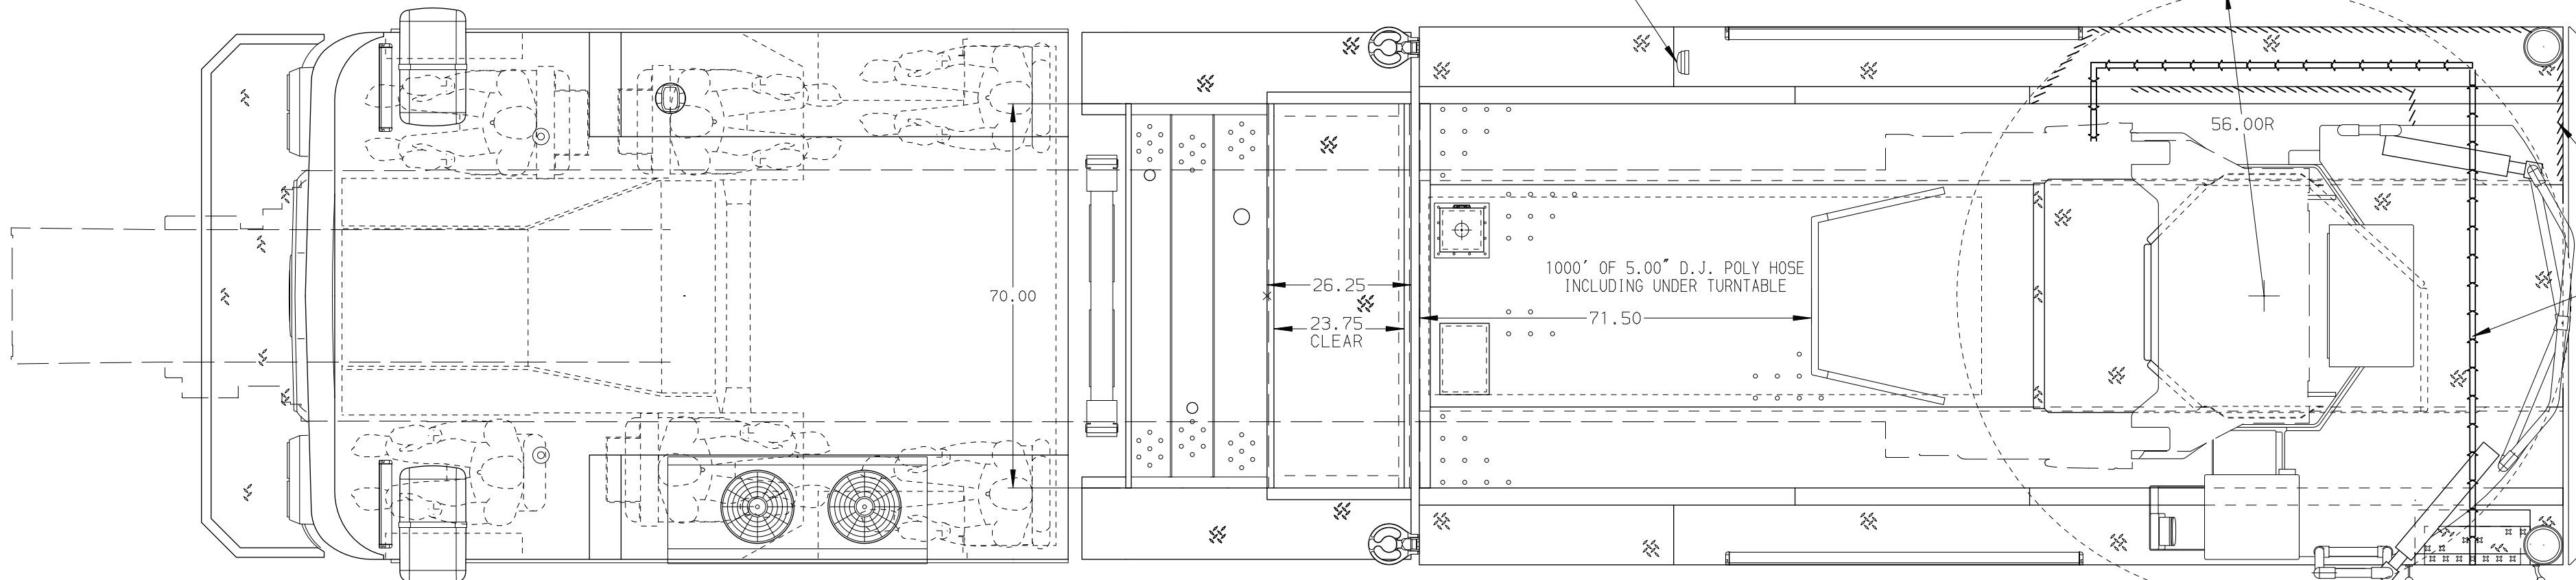 56.00R
1000' OF 5.00" D.J. POLY HOSE
INCLUDING UNDER TURNTABLE
70.00
26.25
23.75
CLEAR
71.50